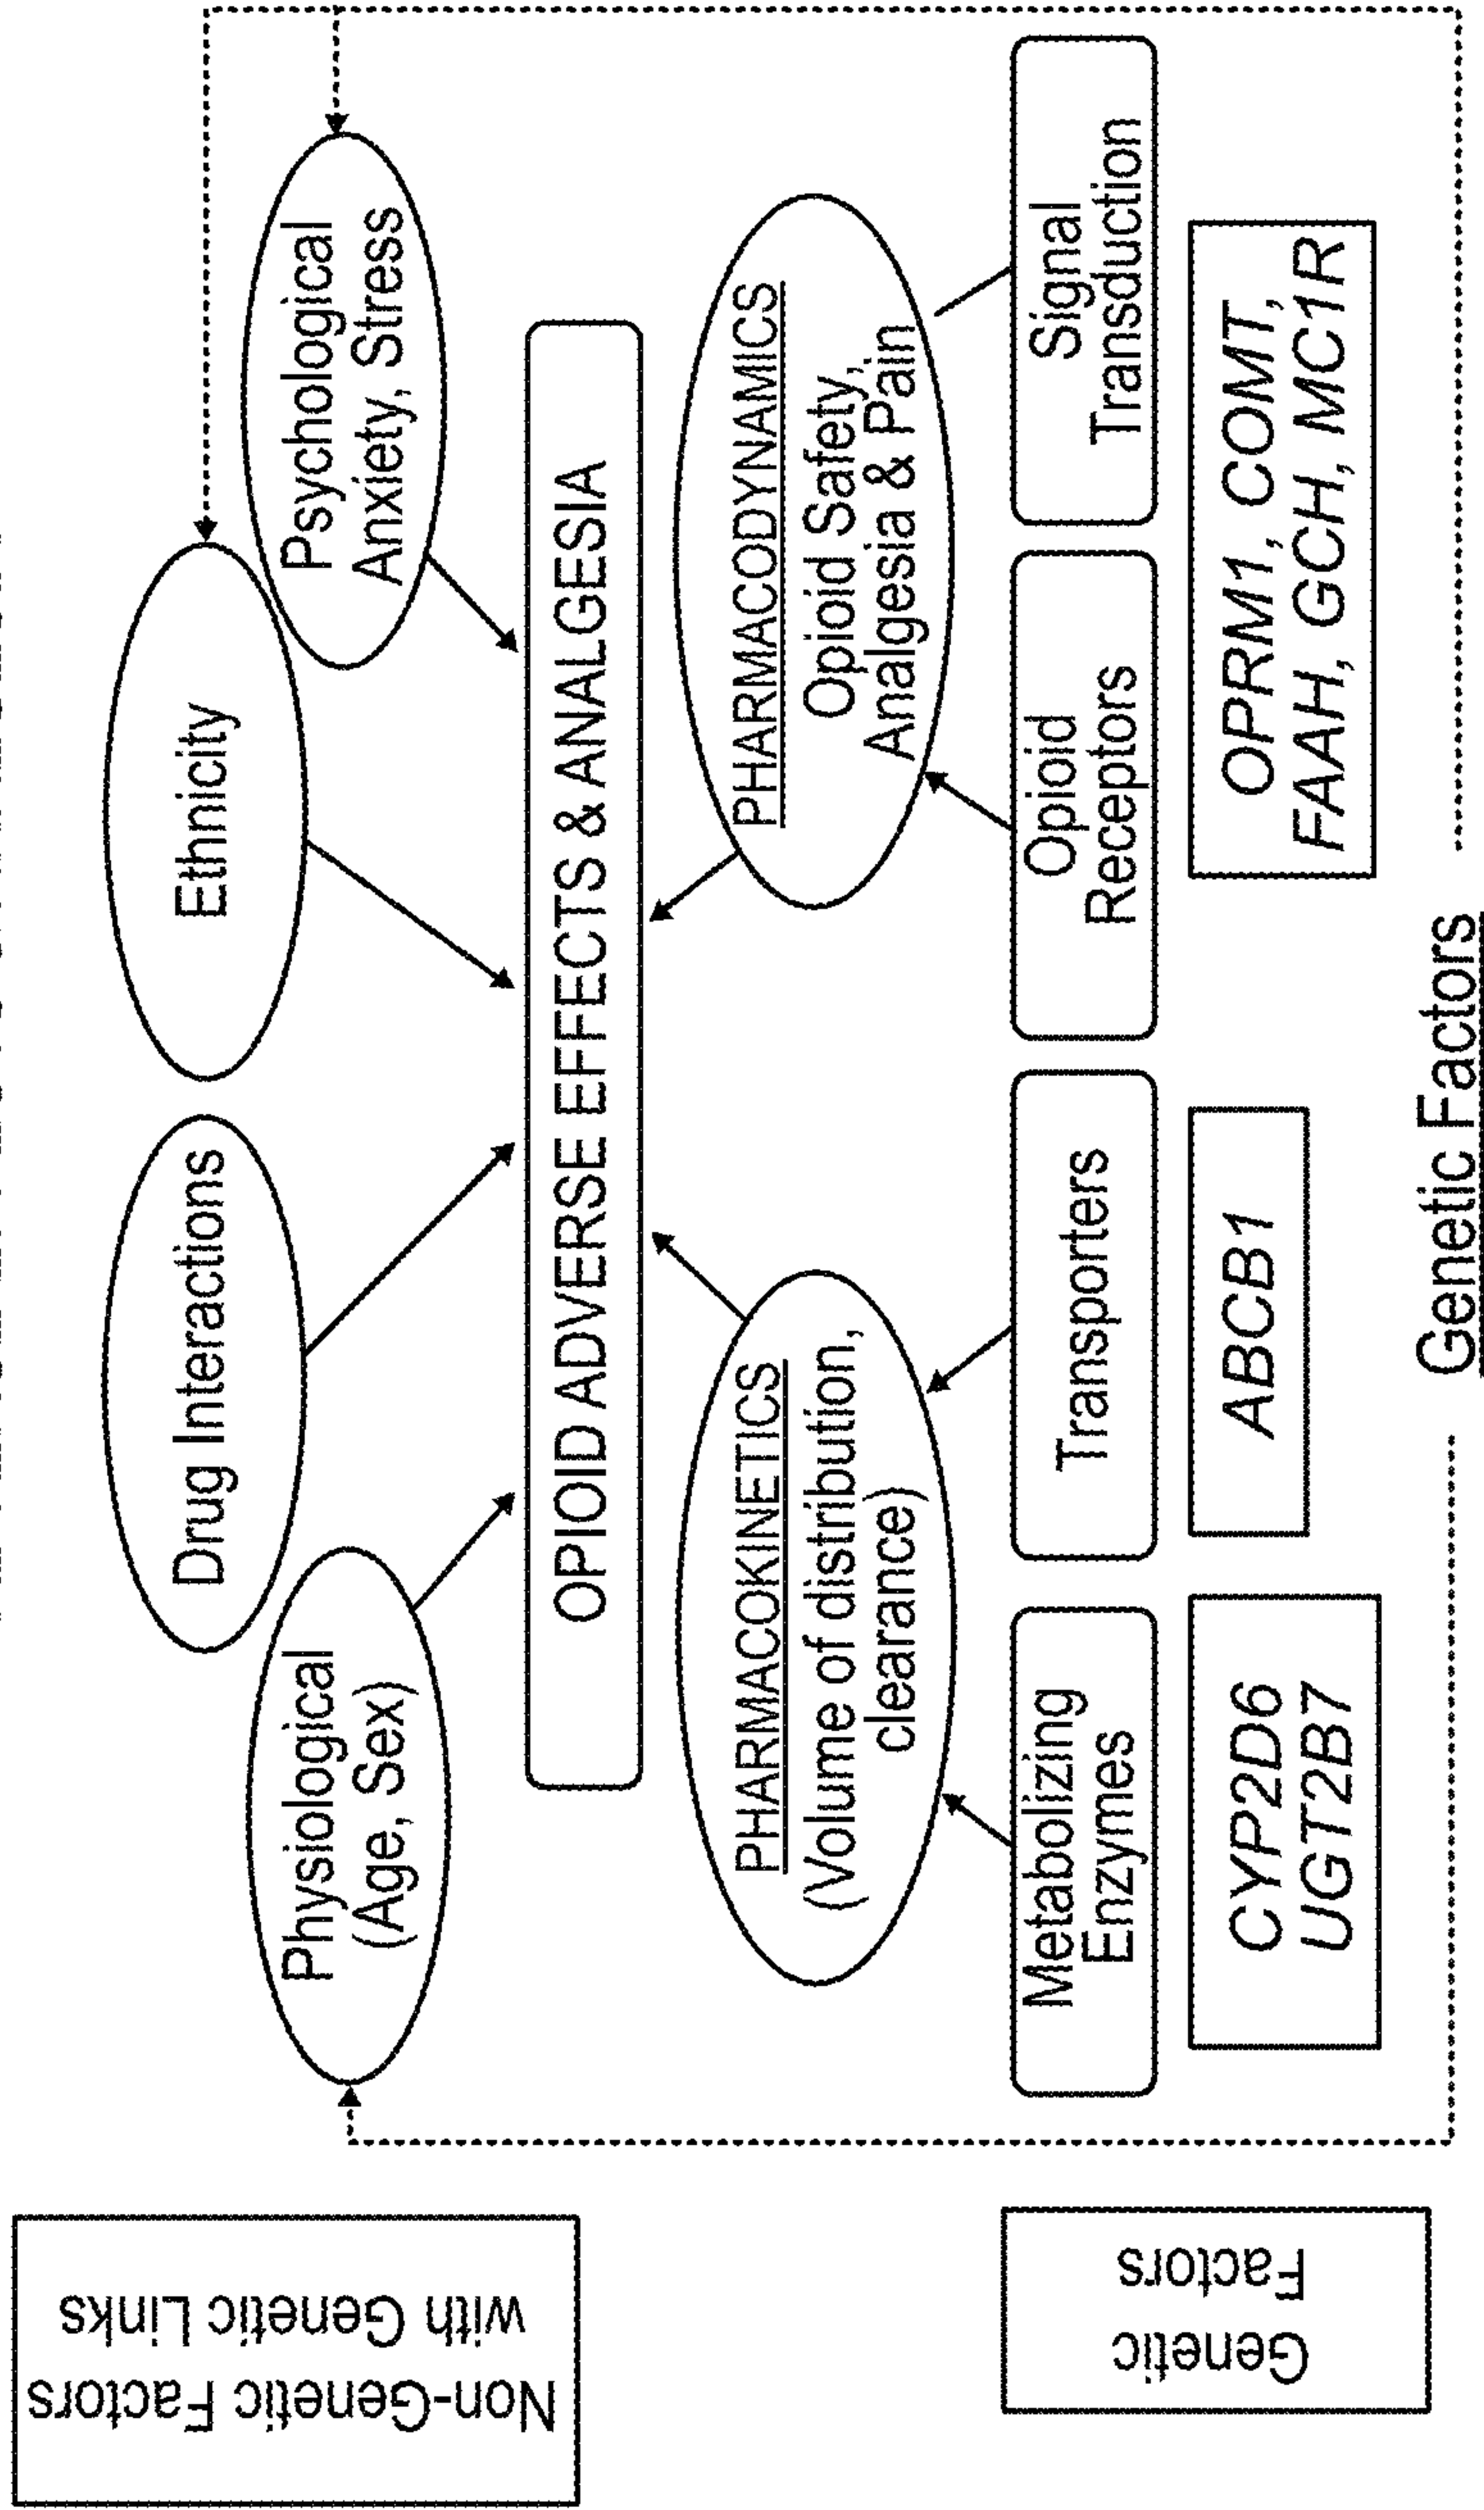 Non-Genetic Factors
with Genetic Links
Ethnicity
Drug Interactions
Physiological
(Age, Sex)
Psychological
Anxiety, Stress
OPIOID ADVERSE EFFECTS & ANALGESIA
PHARMACOKINETICS
(Volume of distribution,
clearance)
PHARMACODYNAMICS
Opioid Safety,
Analgesia & Pain
Genetic
Factors
Metabolizing
Enzymes
Transporters
Opioid
Receptors
Signal
Transduction
CYP2D6
UGT2B7
ABCB1
OPRM1, COMT,
FAAH, GCH, MC1R
Genetic Factors